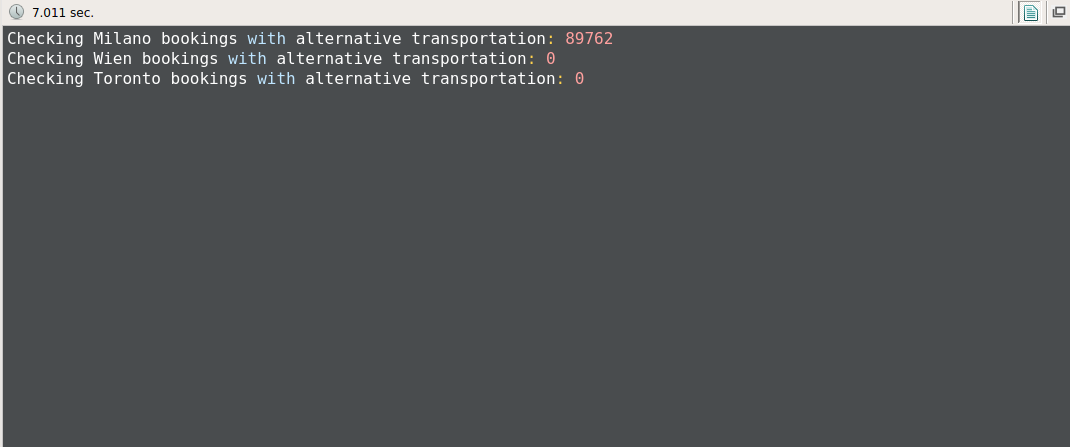 7.011 sec.
Checking Milano bookings with alternative transportation: 89762
Checking Wien bookings with alternative transportation: 0
Checking Toronto bookings with alternative transportation: 0